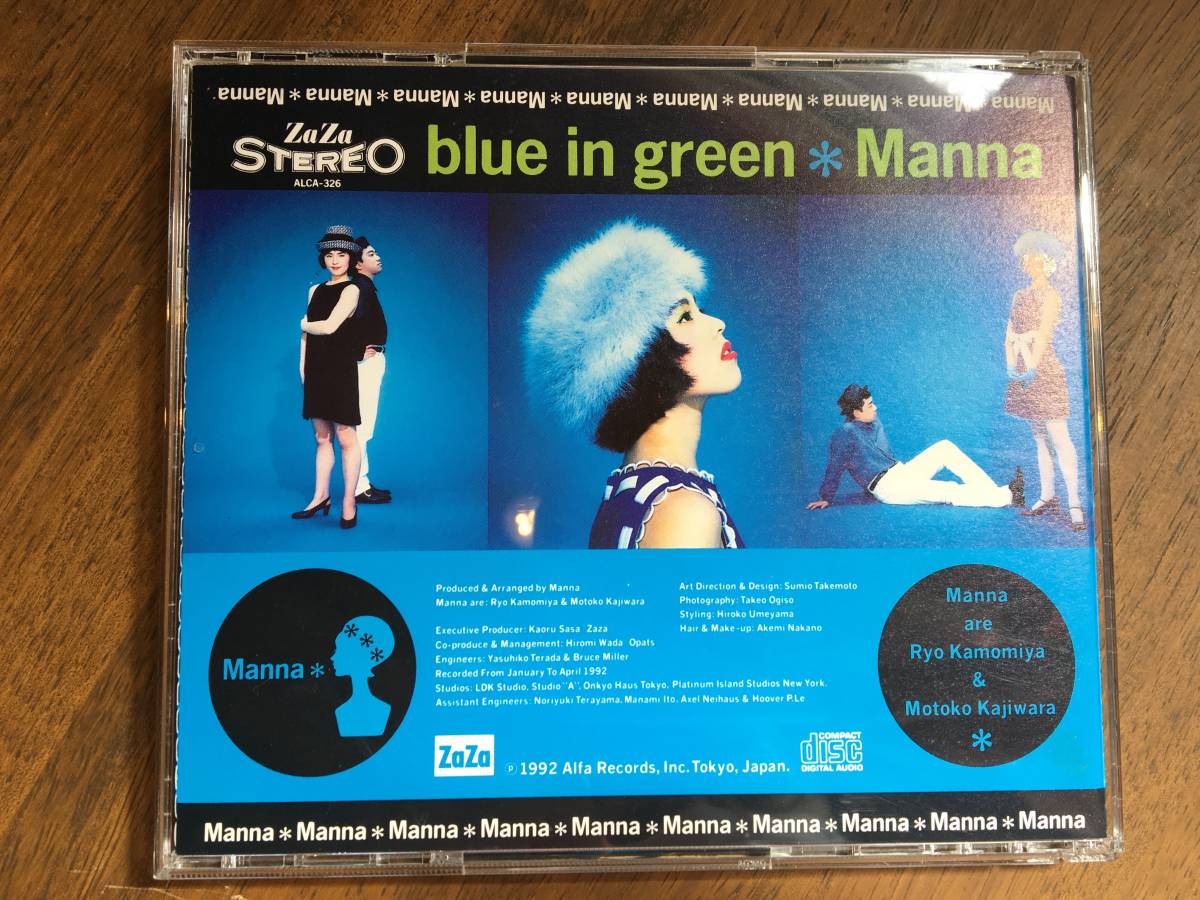 Manna * Manna * Manna * Manna * Manna * Manna * Manna * Manna * Manna * Manna
ZaZa
STEREO
ALCA-326
blue in green * Manna
Produced & Arranged by Manna
Manna are: Ryo Kamomiya & Motoko Kajiwara
Executive Producer: Kaoru Sasa Zaza
Co-produce & Management: Hiromi Wada Opats
Engineers: Yasuhiko Terada & Bruce Miller
Recorded From January To April 1992
Studios: LDK Studio, Studio "A", Onkyo Haus Tokyo, Platinum Island Studios New York.
Assistant Engineers: Noriyuki Terayama, Manami Ito, Axel Neihaus & Hoover P.Le
Art Direction & Design: Sumio Takemoto
Photography: Takeo Ogiso
Styling: Hiroko Umeyama
Hair & Make-up: Akemi Nakano
Manna *
Manna
are
Ryo Kamomiya
&
Motoko Kajiwara
*
ZaZa
℗ 1992 Alfa Records, Inc. Tokyo, Japan.
COMPACT
disc
DIGITAL AUDIO
Manna * Manna * Manna * Manna * Manna * Manna * Manna * Manna * Manna * Manna